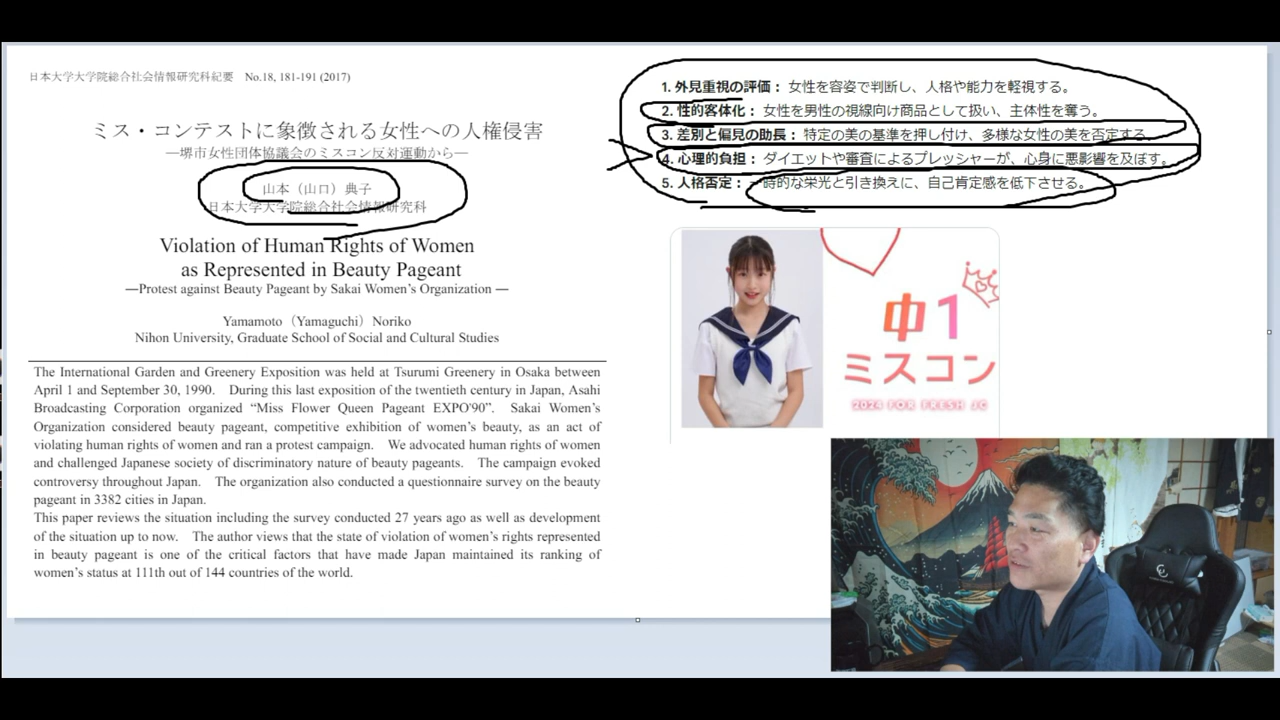 日本大学大学院総合社会情報研究科紀要 No.18, 181-191 (2017)
ミス・コンテストに象徴される女性への人権侵害
―堺市女性団体協議会のミスコン反対運動から―
山本（山口）典子
日本大学大学院総合社会情報研究科
Violation of Human Rights of Women
as Represented in Beauty Pageant
―Protest against Beauty Pageant by Sakai Women's Organization ―
Yamamoto（Yamaguchi）Noriko
Nihon University, Graduate School of Social and Cultural Studies
The International Garden and Greenery Exposition was held at Tsurumi Greenery in Osaka between
April 1 and September 30, 1990. During this last exposition of the twentieth century in Japan, Asahi
Broadcasting Corporation organized “Miss Flower Queen Pageant EXPO'90”. Sakai Women's
Organization considered beauty pageant, competitive exhibition of women's beauty, as an act of
violating human rights of women and ran a protest campaign. We advocated human rights of women
and challenged Japanese society of discriminatory nature of beauty pageants. The campaign evoked
controversy throughout Japan. The organization also conducted a questionnaire survey on the beauty
pageant in 3382 cities in Japan.
This paper reviews the situation including the survey conducted 27 years ago as well as development
of the situation up to now. The author views that the state of violation of women's rights represented
in beauty pageant is one of the critical factors that have made Japan maintained its ranking of
women's status at 111th out of 144 countries of the world.
1. 外見重視の評価： 女性を容姿で判断し、人格や能力を軽視する。
2. 性的客体化： 女性を男性の視線向け商品として扱い、主体性を奪う。
3. 差別と偏見の助長： 特定の美の基準を押し付け、多様な女性の美を否定する。
4. 心理的負担： ダイエットや審査によるプレッシャーが、心身に悪影響を及ぼす。
5. 人格否定： 一時的な栄光と引き換えに、自己肯定感を低下させる。
中1
ミスコン
2024 FOR FRESH JC